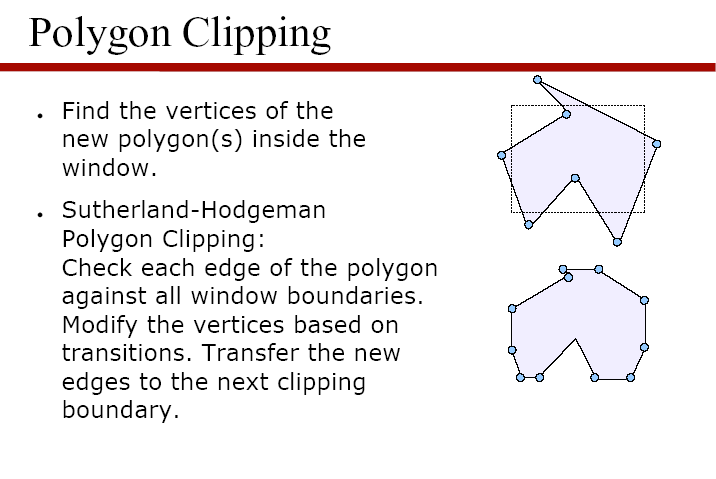 Polygon Clipping
• Find the vertices of the
new polygon(s) inside the
window.
• Sutherland-Hodgeman
Polygon Clipping:
Check each edge of the polygon
against all window boundaries.
Modify the vertices based on
transitions. Transfer the new
edges to the next clipping
boundary.